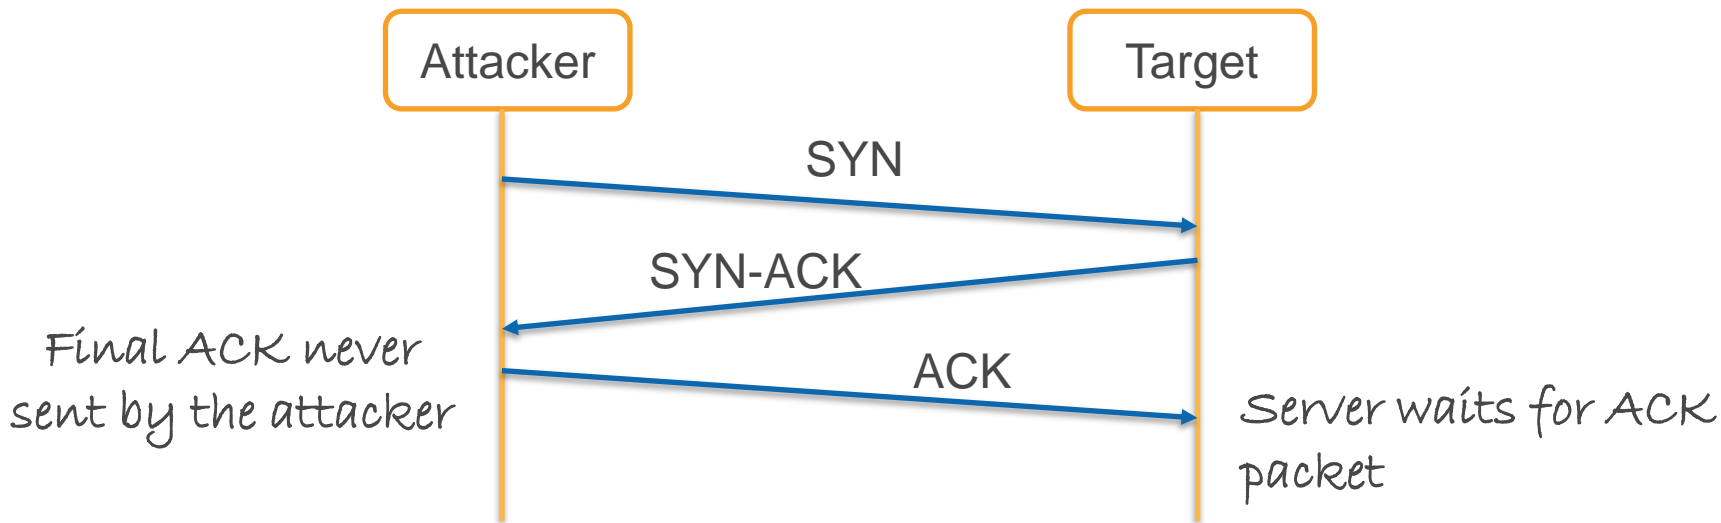 Attacker
Target
SYN
SYN-ACK
Final ACK never
sent by the attacker
ACK
Server waits for ACK
packet